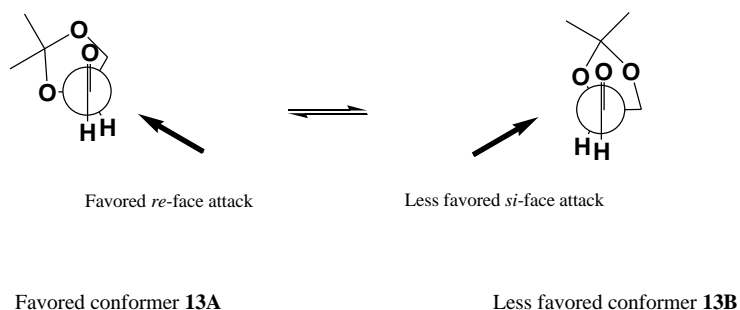 O
O
O
H H
O O O
H
H
Favored re-face attack
Less favored si-face attack
Favored conformer 13A
Less favored conformer 13B